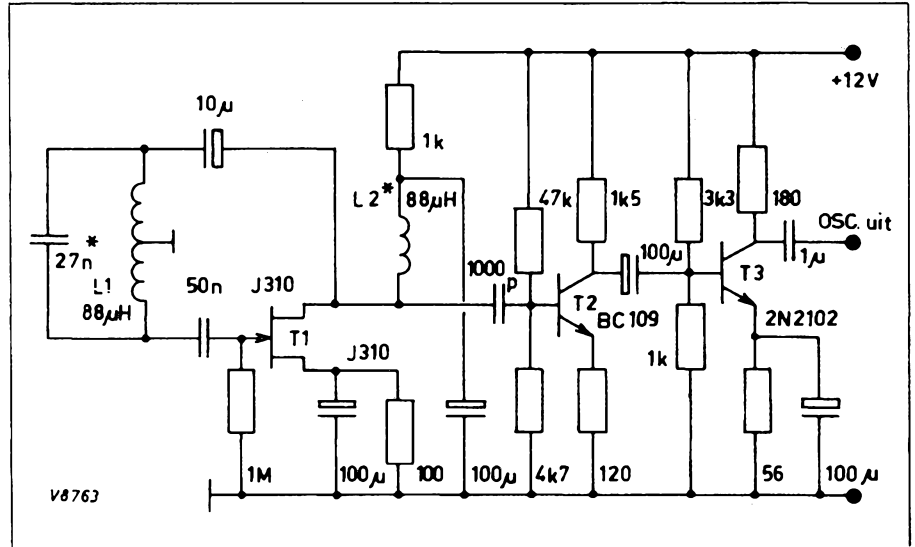 +12V
10µ
1k
L2* 88µH
47k
1k5
3k3
180
OSC. uit
27n
*
L1
88µH
50n
J310
1000
p
100µ
1µ
T1
T2
T3
BC109
2N2102
J310
1k
1M
100µ
100
100µ
4k7
120
56
100µ
V8763